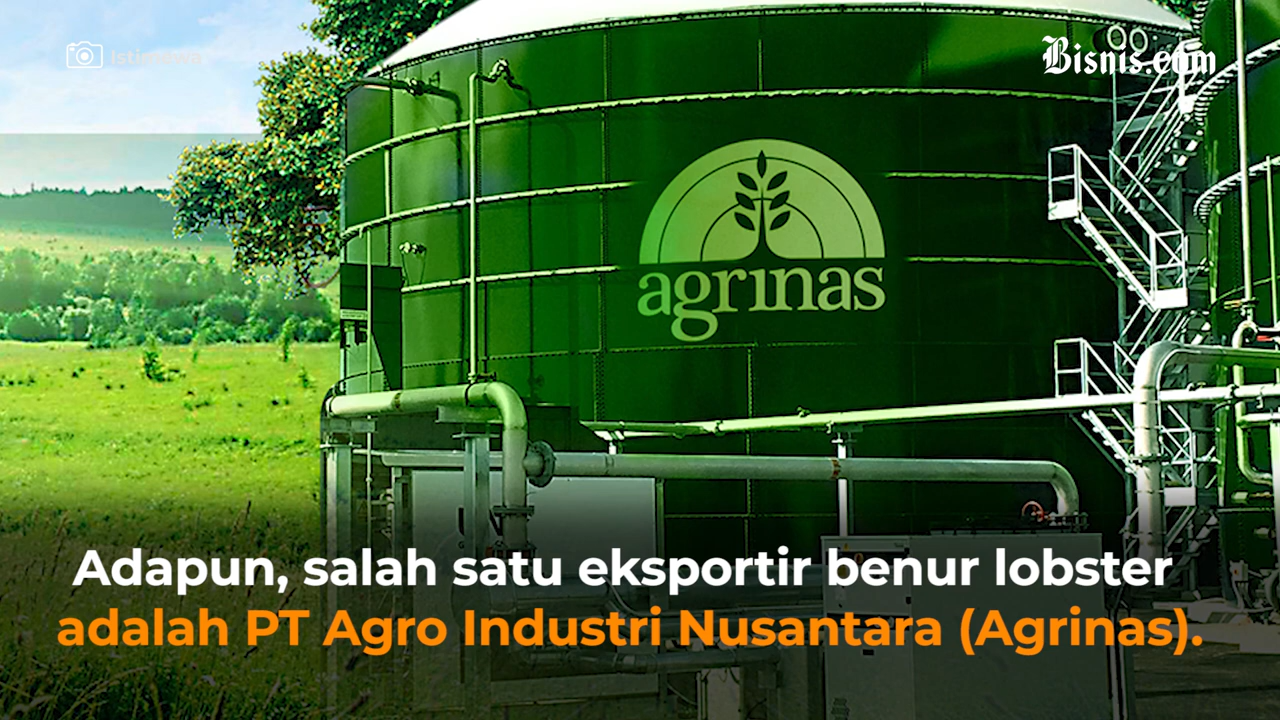 Istimewa
Bisnis.com
agrinas
Adapun, salah satu eksportir benur lobster
adalah PT Agro Industri Nusantara (Agrinas).